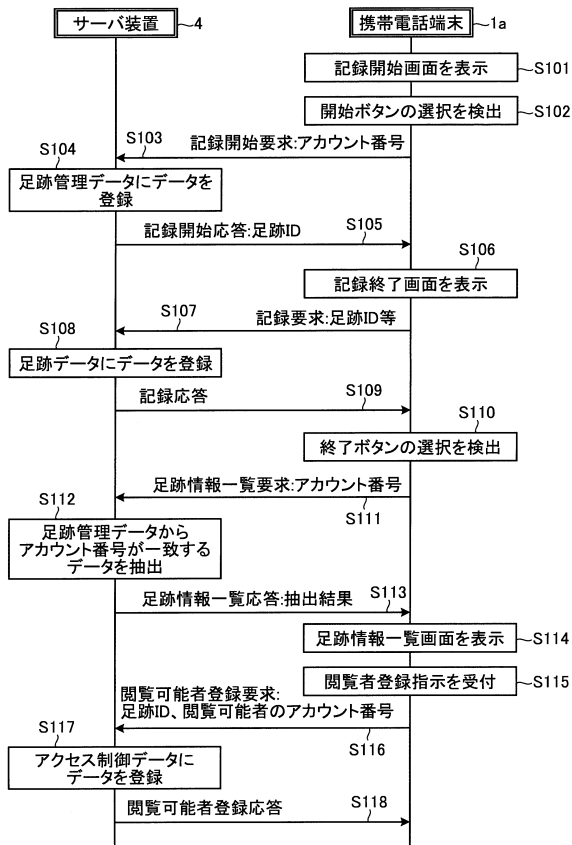 サーバ装置 4
携帯電話端末 1a
記録開始画面を表示 S101
開始ボタンの選択を検出 S102
S103
記録開始要求:アカウント番号
S104
足跡管理データにデータを
登録
記録開始応答:足跡ID
S105
S106
記録終了画面を表示
S107
記録要求:足跡ID等
S108
足跡データにデータを登録
記録応答
S109
S110
終了ボタンの選択を検出
足跡情報一覧要求:アカウント番号
S111
S112
足跡管理データから
アカウント番号が一致する
データを抽出
足跡情報一覧応答:抽出結果
S113
足跡情報一覧画面を表示 S114
閲覧者登録指示を受付 S115
閲覧可能者登録要求:
足跡ID、閲覧可能者のアカウント番号
S116
S117
アクセス制御データに
データを登録
閲覧可能者登録応答
S118